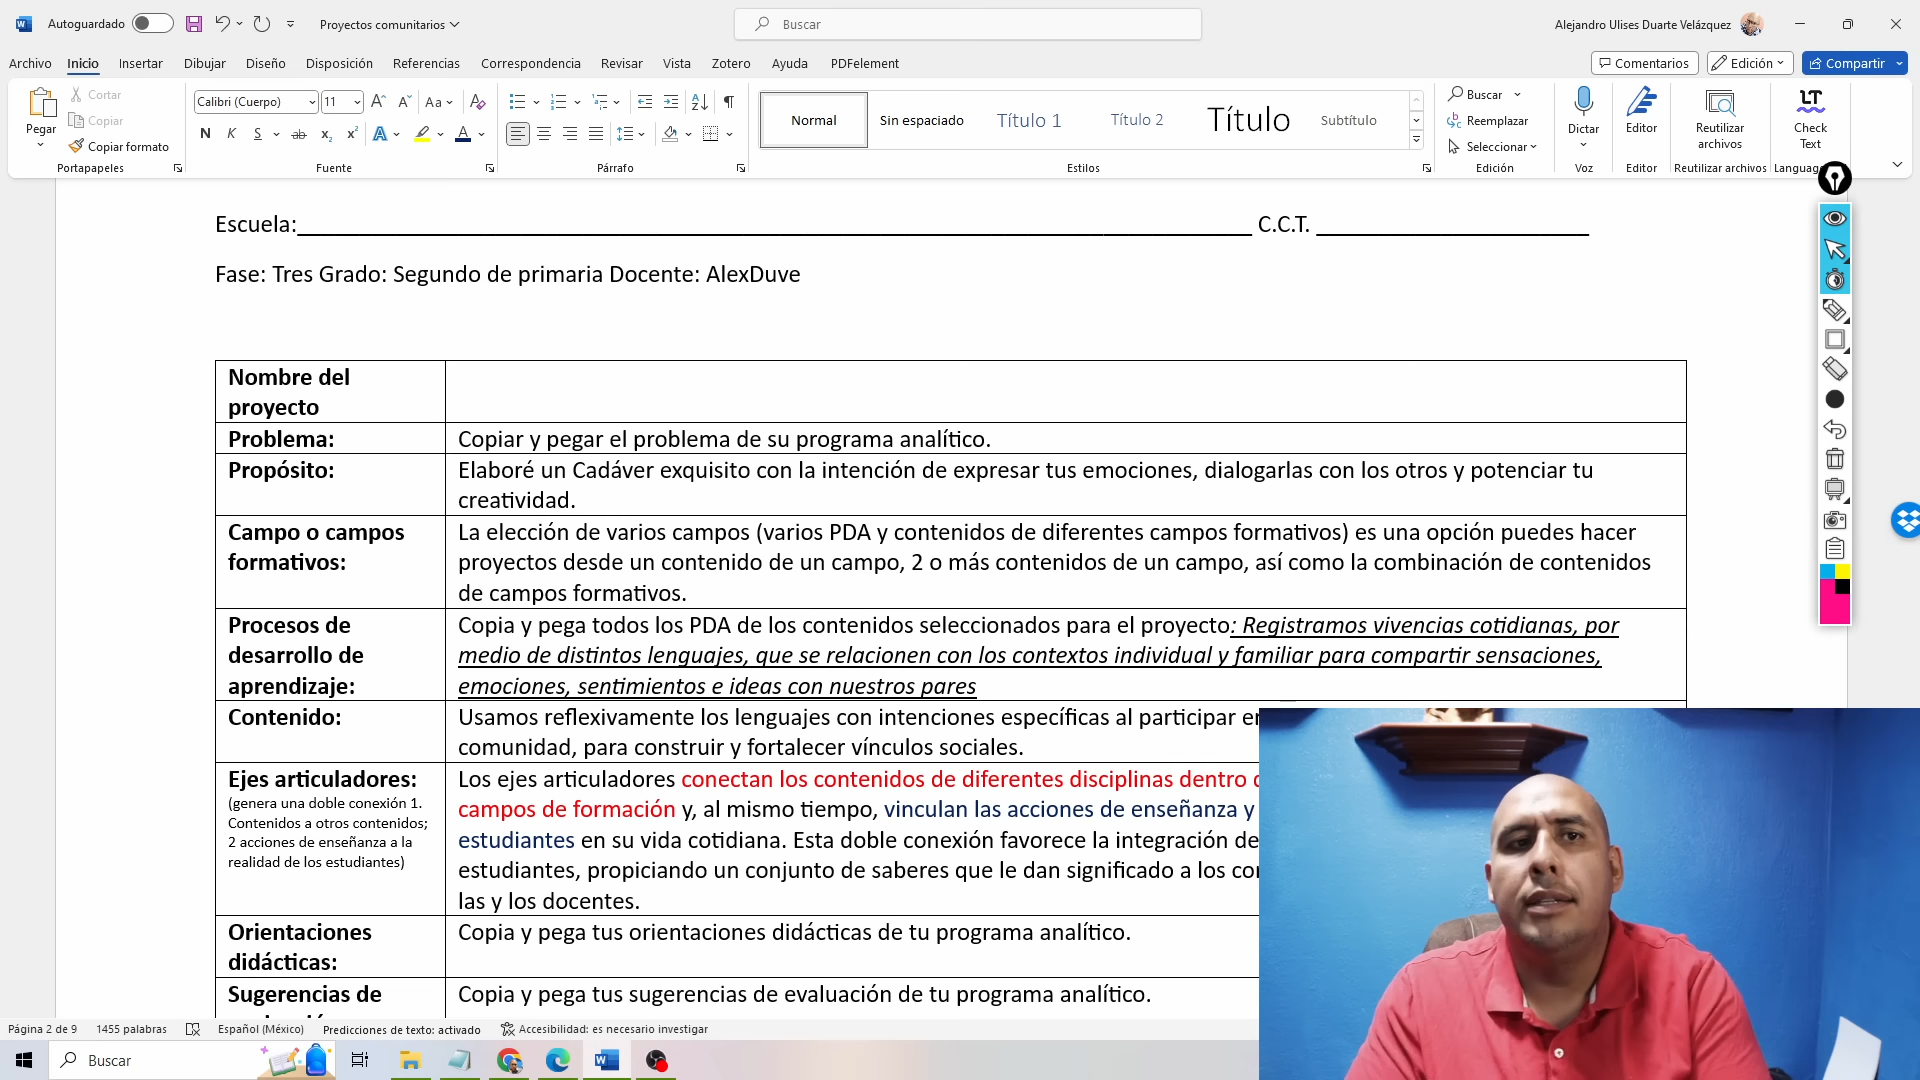 Autoguardado
Proyectos comunitarios
Buscar
Alejandro Ulises Duarte Velázquez
Archivo Inicio Insertar Dibujar Diseño Disposición Referencias Correspondencia Revisar Vista Zotero Ayuda PDFelement
Comentarios Edición Compartir
Pegar
Cortar
Copiar
Copiar formato
Portapapeles
Calibri (Cuerpo) 11
Fuente
Párrafo
Normal
Sin espaciado
Título 1
Título 2
Título
Subtítulo
Estilos
Buscar
Reemplazar
Seleccionar
Edición
Dictar
Voz
Editor
Editor
Reutilizar archivos
Reutilizar archivos
LT
Check Text
Escuela: C.C.T.
Fase: Tres Grado: Segundo de primaria Docente: AlexDuve
Nombre del
proyecto
Problema:
Copiar y pegar el problema de su programa analítico.
Propósito:
Elaboré un Cadáver exquisito con la intención de expresar tus emociones, dialogarlas con los otros y potenciar tu
creatividad.
Campo o campos
formativos:
La elección de varios campos (varios PDA y contenidos de diferentes campos formativos) es una opción puedes hacer
proyectos desde un contenido de un campo, 2 o más contenidos de un campo, así como la combinación de contenidos
de campos formativos.
Procesos de
desarrollo de
aprendizaje:
Copia y pega todos los PDA de los contenidos seleccionados para el proyecto: Registramos vivencias cotidianas, por
medio de distintos lenguajes, que se relacionen con los contextos individual y familiar para compartir sensaciones,
emociones, sentimientos e ideas con nuestros pares
Contenido:
Usamos reflexivamente los lenguajes con intenciones específicas al participar en
comunidad, para construir y fortalecer vínculos sociales.
Ejes articuladores:
(genera una doble conexión 1.
Contenidos a otros contenidos;
2 acciones de enseñanza a la
realidad de los estudiantes)
Los ejes articuladores conectan los contenidos de diferentes disciplinas dentro
campos de formación y, al mismo tiempo, vinculan las acciones de enseñanza y
estudiantes en su vida cotidiana. Esta doble conexión favorece la integración de
estudiantes, propiciando un conjunto de saberes que le dan significado a los
las y los docentes.
Orientaciones
didácticas:
Copia y pega tus orientaciones didácticas de tu programa analítico.
Sugerencias de
Copia y pega tus sugerencias de evaluación de tu programa analítico.
Página 2 de 9 1455 palabras Español (México) Predicciones de texto: activado Accesibilidad: es necesario investigar
Buscar